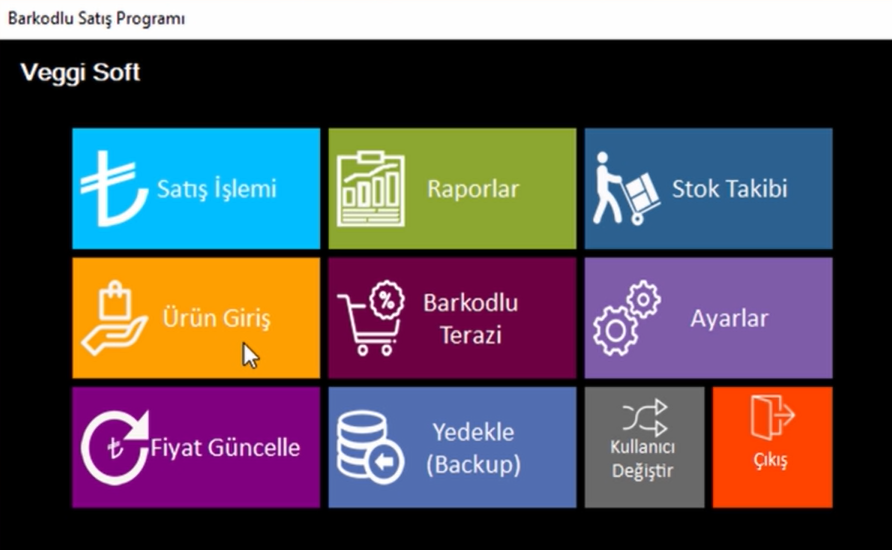 Barkodlu Satış Programı
Veggi Soft
Satış İşlemi
Raporlar
Stok Takibi
Ürün Giriş
Barkodlu
Terazi
Ayarlar
Fiyat Güncelle
Yedekle
(Backup)
Kullanıcı
Değiştir
Çıkış